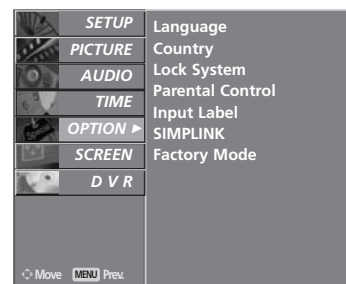 SETUP
PICTURE
AUDIO
TIME
OPTION ►
SCREEN
D V R
Language
Country
Lock System
Parental Control
Input Label
SIMPLINK
Factory Mode
Move MENU Prev.